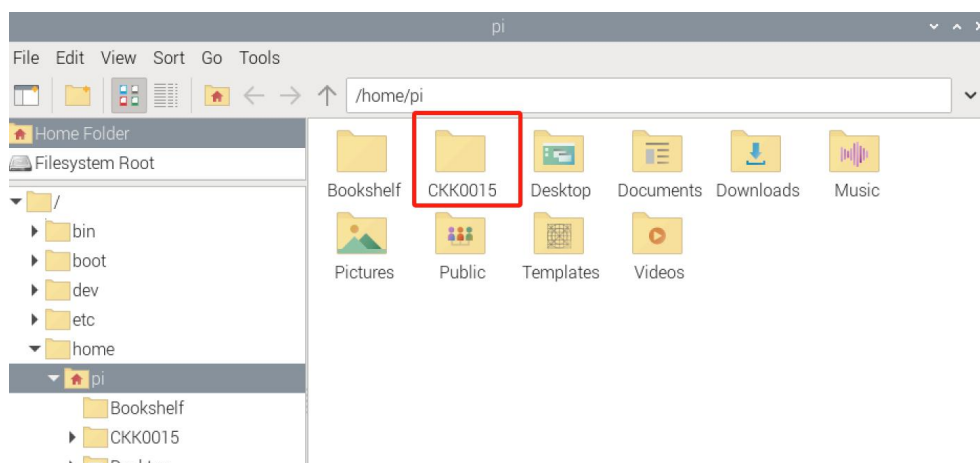 pi
File Edit View Sort Go Tools
/home/pi
Home Folder
Filesystem Root
/
bin
boot
dev
etc
home
pi
Bookshelf
CKK0015
Bookshelf CKK0015 Desktop Documents Downloads Music
Pictures Public Templates Videos